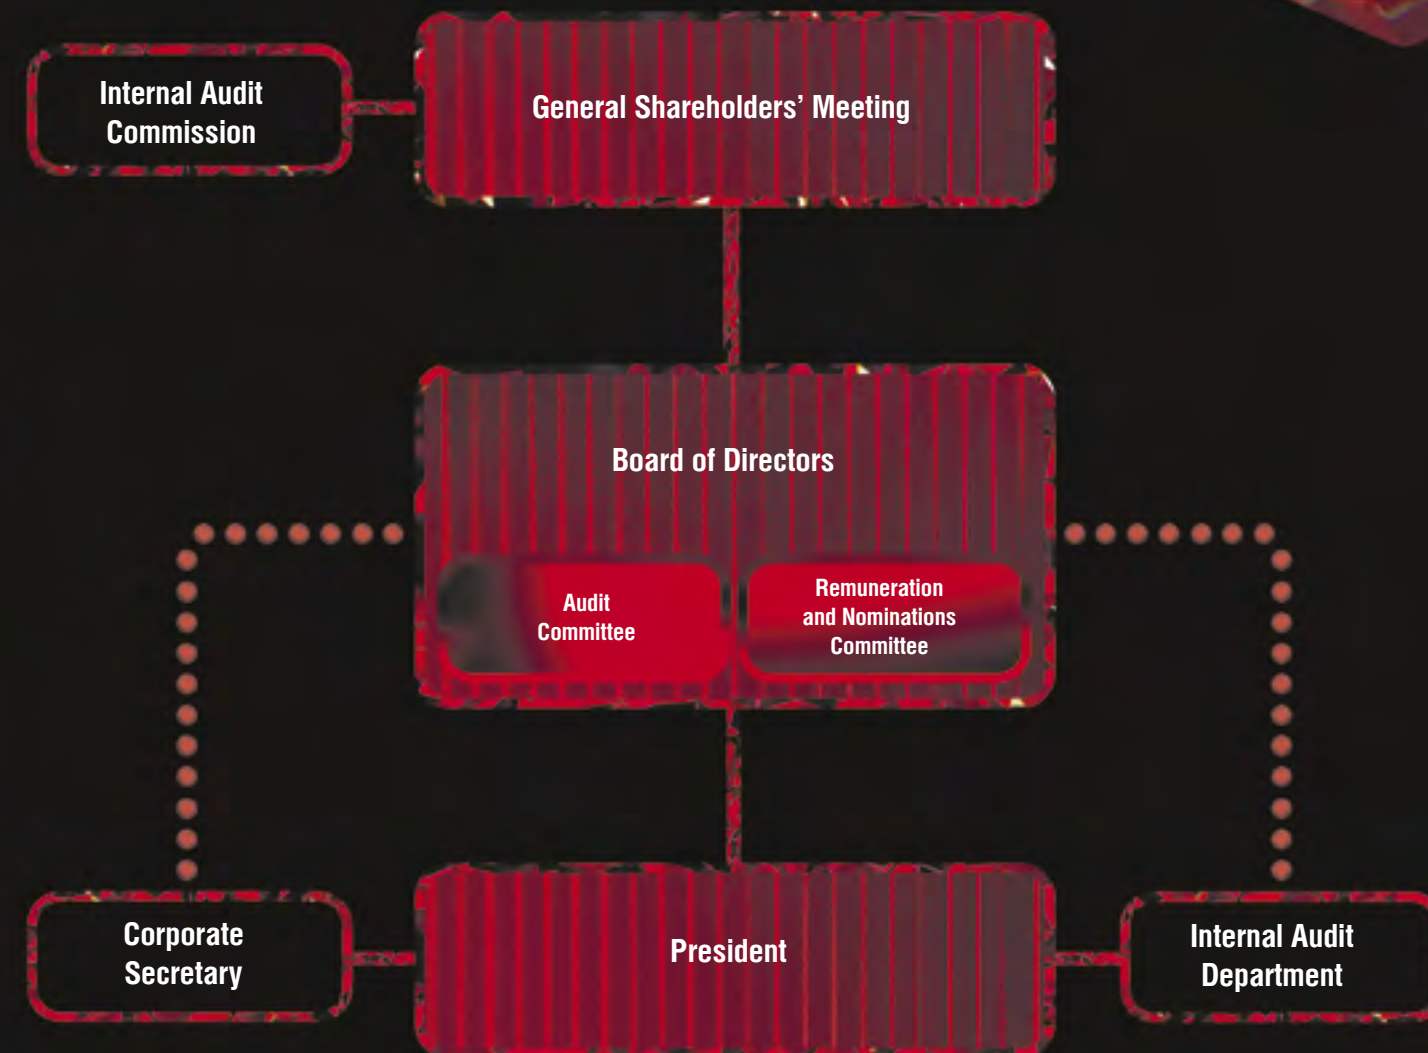 Internal Audit
Commission
General Shareholders’ Meeting
Board of Directors
Audit
Committee
Remuneration
and Nominations
Committee
Corporate
Secretary
President
Internal Audit
Department